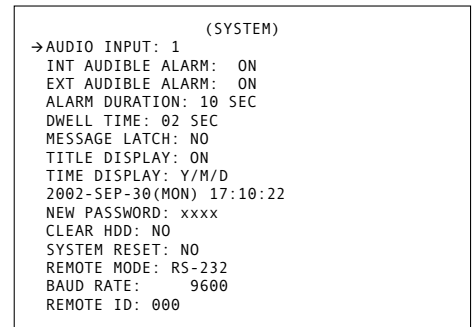 (SYSTEM)
→AUDIO INPUT: 1
INT AUDIBLE ALARM: ON
EXT AUDIBLE ALARM: ON
ALARM DURATION: 10 SEC
DWELL TIME: 02 SEC
MESSAGE LATCH: NO
TITLE DISPLAY: ON
TIME DISPLAY: Y/M/D
2002-SEP-30(MON) 17:10:22
NEW PASSWORD: xxxx
CLEAR HDD: NO
SYSTEM RESET: NO
REMOTE MODE: RS-232
BAUD RATE: 9600
REMOTE ID: 000